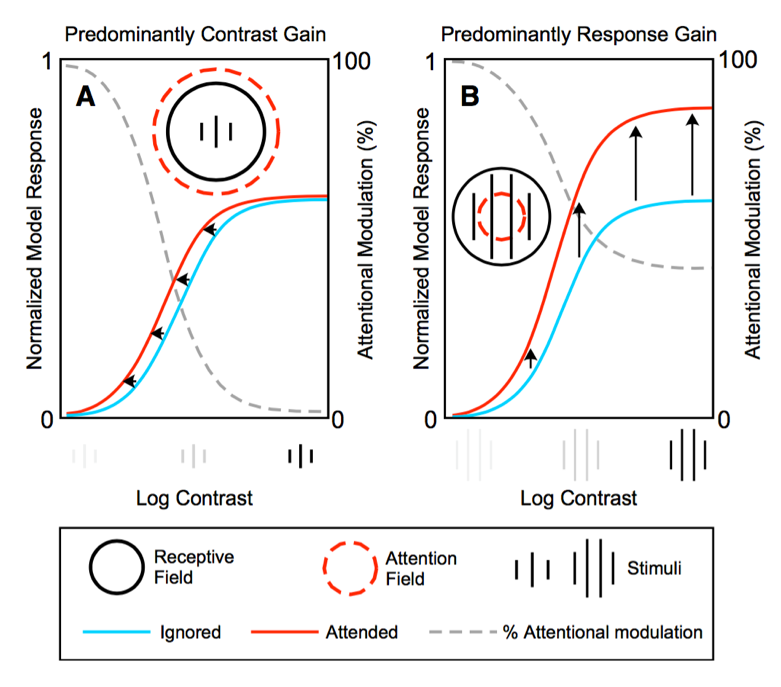 Predominantly Contrast Gain
Predominantly Response Gain
1
100
1
100
A
B
Normalized Model Response
Attentional Modulation (%)
Normalized Model Response
Attentional Modulation (%)
0
0
0
0
Log Contrast
Log Contrast
Receptive
Field
Attention
Field
Stimuli
Ignored
Attended
% Attentional modulation